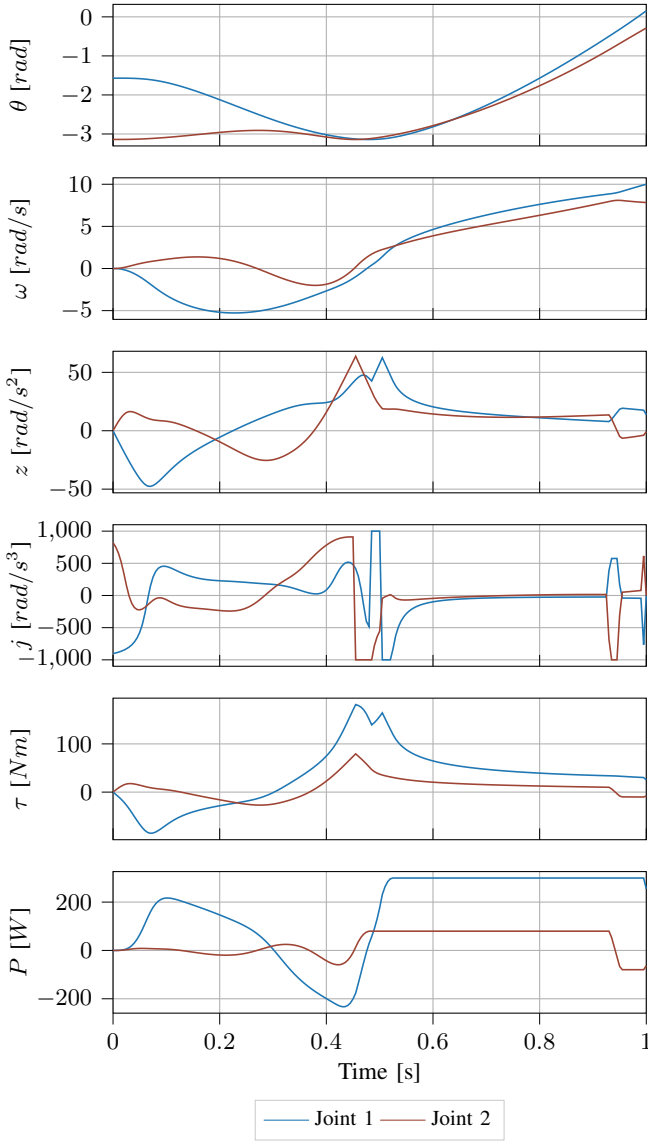 0
−1
−2
−3
θ [rad]
10
5
0
−5
ω [rad/s]
50
0
−50
z [rad/s²]
1,000
500
0
−500
−1,000
j [rad/s³]
100
0
τ [Nm]
200
0
−200
P [W]
0 0.2 0.4 0.6 0.8 1
Time [s]
Joint 1 Joint 2